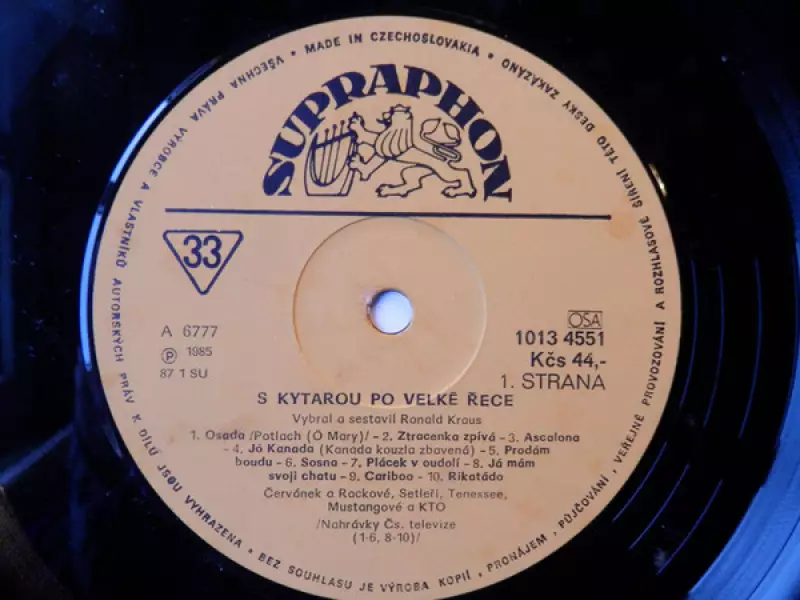 VŠECHNA PRÁVA VÝROBCE A VLASTNÍKŮ AUTORSKÝCH PRÁV K DÍLU JSOU VYHRAZENA • BEZ SOUHLASU JE VÝROBA KOPIÍ, PRONÁJEM, PŮJČOVÁNÍ, VEŘEJNÉ PROVOZOVÁNÍ A ROZHLASOVÉ ŠÍŘENÍ TÉTO DESKY ZAKÁZÁNO • MADE IN CZECHOSLOVAKIA •
SUPRAPHON
33
OSA
A 6777
1013 4551
Ⓟ 1985
Kčs 44,-
87 1 SU
1. STRANA
S KYTAROU PO VELKÉ ŘECE
Vybral a sestavil Ronald Kraus
1. Osada /Potlach (Ó Mary)/ – 2. Ztracenka zpívá – 3. Ascalona
– 4. Jó Kanada (Kanada kouzla zbavená) – 5. Prodám
boudu – 6. Sosna – 7. Plácek v oudolí – 8. Já mám
svoji chatu – 9. Cariboo – 10. Rikatádo
Červánek a Rackové, Setleři, Tenessee,
Mustangové a KTO
/Nahrávky Čs. televize
(1-6, 8-10)/